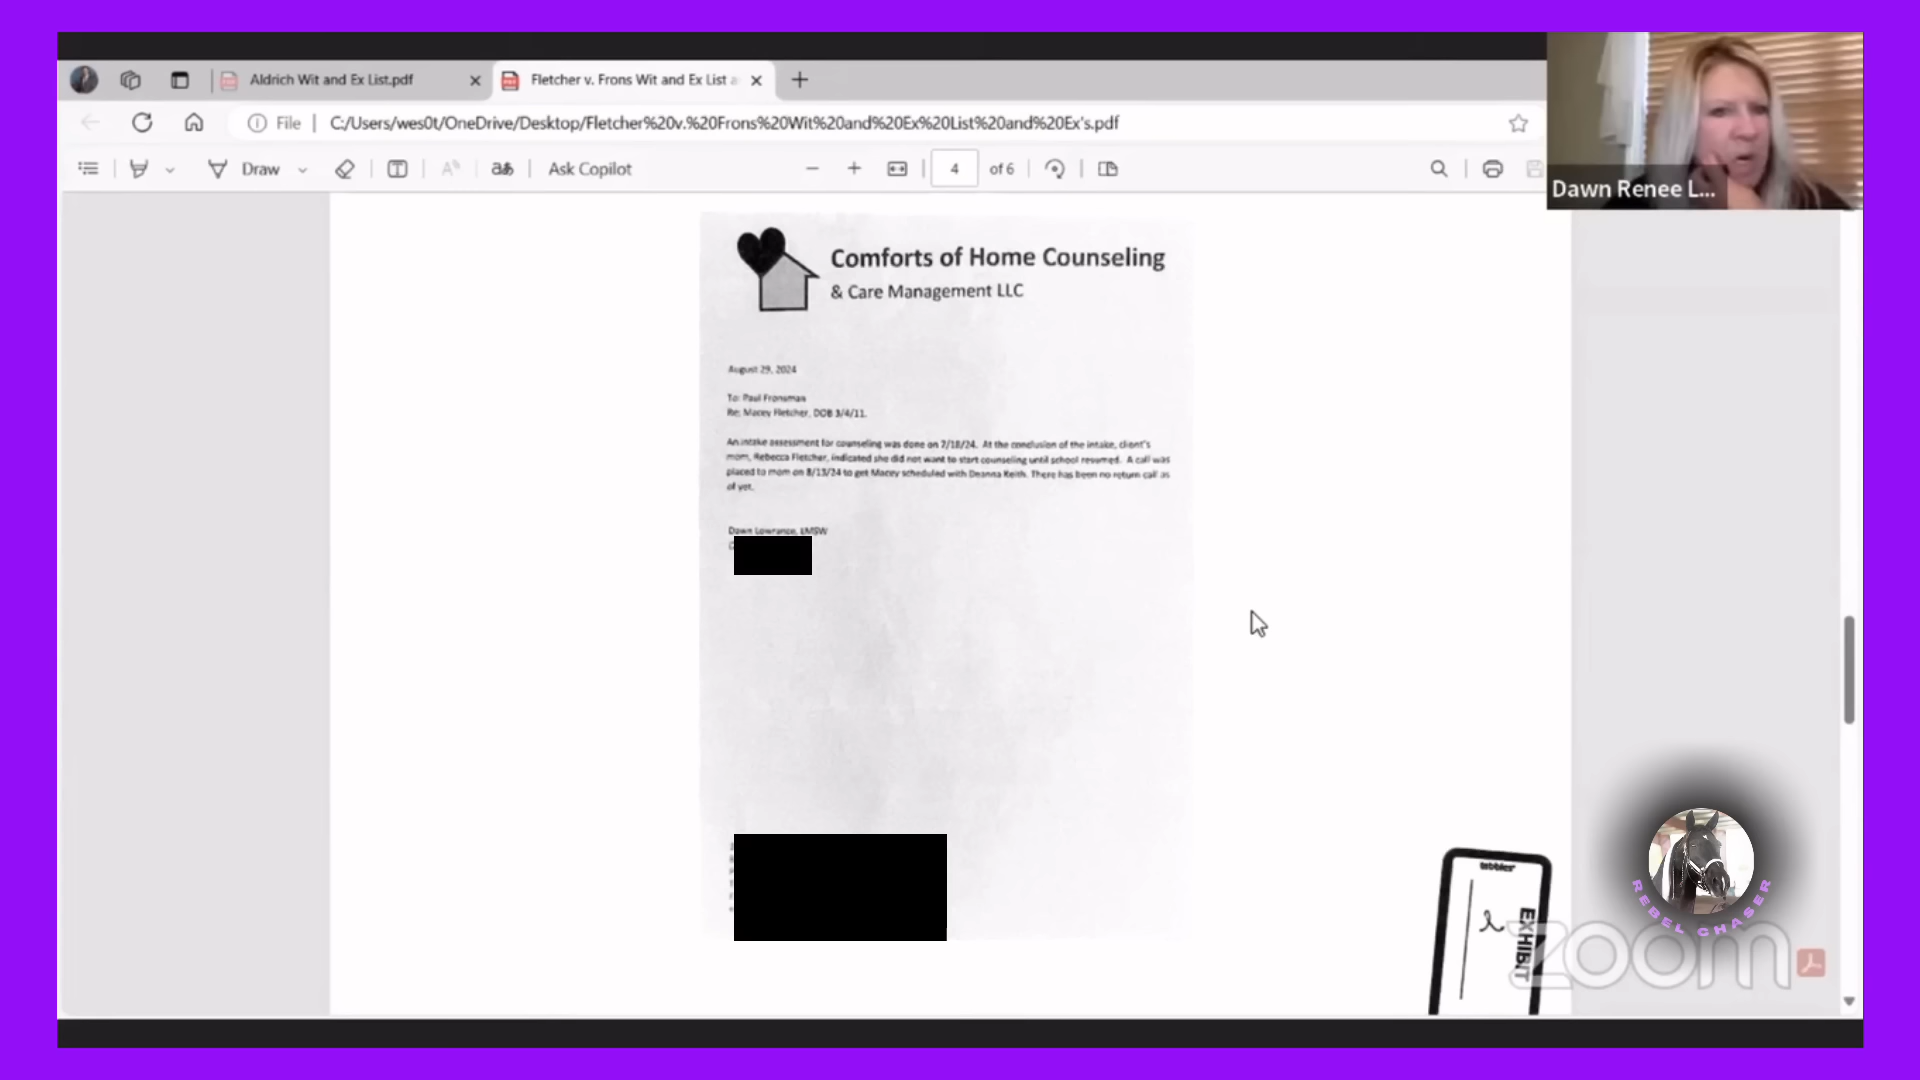 Aldrich Wit and Ex List.pdf
Fletcher v. Frons Wit and Ex List a
File
C:/Users/wes0t/OneDrive/Desktop/Fletcher%20v.%20Frons%20Wit%20and%20Ex%20List%20and%20Ex's.pdf
Draw
Ask Copilot
4 of 6
Dawn Renee L...
Comforts of Home Counseling
& Care Management LLC
August 29, 2024
To: Paul Fronsman
Re: Macey Fletcher, DOB 3/4/11.
An intake assessment for counseling was done on 7/18/24. At the conclusion of the intake, client's
mom, Rebecca Fletcher, indicated she did not want to start counseling until school resumed. A call was
placed to mom on 8/13/24 to get Macey scheduled with Deanna Keith. There has been no return call as
of yet.
Dawn Lowrance, LMSW
tabbies
EXHIBIT
REBEL CHASER
zoom